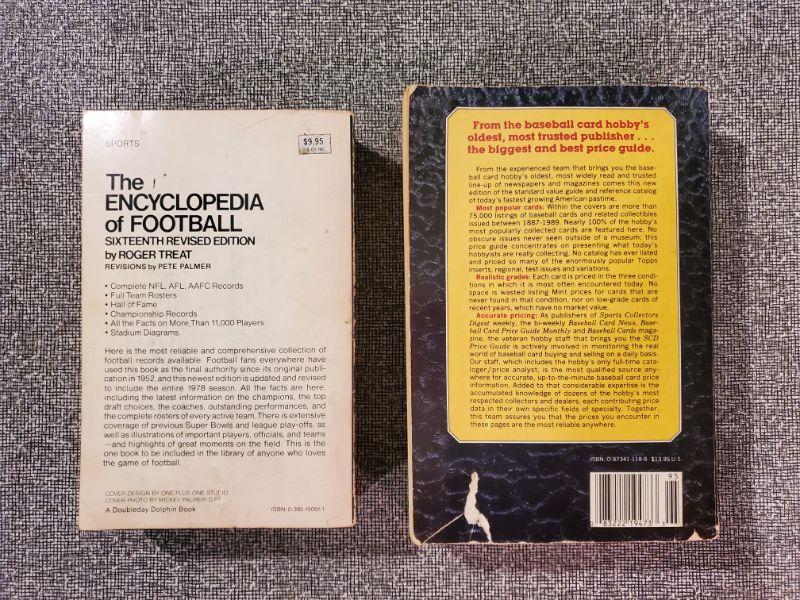 SPORTS
$9.95
The
ENCYCLOPEDIA
of FOOTBALL
SIXTEENTH REVISED EDITION
by ROGER TREAT
REVISIONS by PETE PALMER
• Complete NFL, AFL, AAFC Records
• Full Team Rosters
• Hall of Fame
• Championship Records
• All the Facts on More Than 11,000 Players
• Stadium Diagrams
Here is the most reliable and comprehensive collection of
football records available. Football fans everywhere have
used this book as the final authority since its original publi-
cation in 1952, and this newest edition is updated and revised
to include the entire 1978 season. All the facts are here,
including the latest information on the champions, the top
draft choices, the coaches, outstanding performances, and
the complete rosters of every active team. There is extensive
coverage of previous Super Bowls and league play-offs, as
well as illustrations of important players, officials, and teams
—and highlights of great moments on the field. This is the
one book to be included in the library of anyone who loves
the game of football.
COVER DESIGN BY ONE PLUS ONE STUDIO
COVER PHOTO BY MICKEY PALMER/DPI
A Doubleday Dolphin Book
ISBN: 0-385-15091-1
From the baseball card hobby's
oldest, most trusted publisher . . .
the biggest and best price guide.
From the experienced team that brings you the base-
ball card hobby's oldest, most widely read and trusted
line-up of newspapers and magazines comes this new
edition of the standard value guide and reference catalog
of today's fastest growing American pastime.
Most popular cards: Within the covers are more than
75,000 listings of baseball cards and related collectibles
issued between 1887-1989. Nearly 100% of the hobby's
most popularly collected cards are featured here. No
obscure issues never seen outside of a museum; this
price guide concentrates on presenting what today's
hobbyists are really collecting. No catalog has ever listed
and priced so many of the enormously popular Topps
inserts, regional, test issues and variations.
Realistic grades: Each card is priced in the three condi-
tions in which it is most often encountered today. No
space is wasted listing Mint prices for cards that are
never found in that condition, nor on low-grade cards of
recent years, which have no market value.
Accurate pricing: As publishers of Sports Collectors
Digest weekly, the bi-weekly Baseball Card News, Base-
ball Card Price Guide Monthly and Baseball Cards maga-
zine, the veteran hobby staff that brings you the SCD
Price Guide is actively involved in monitoring the real
world of baseball card buying and selling on a daily basis.
Our staff, which includes the hobby's only full-time cata-
loger/price analyst, is the most qualified source any-
where for accurate, up-to-the-minute baseball card price
information. Added to that considerable expertise is the
accumulated knowledge of dozens of the hobby's most
respected collectors and dealers, each contributing price
data in their own specific fields of specialty. Together,
this team assures you that the prices you encounter in
these pages are the most reliable anywhere.
ISBN: 0-87341-118-8 $13.95 U.S.
95
83222 19473